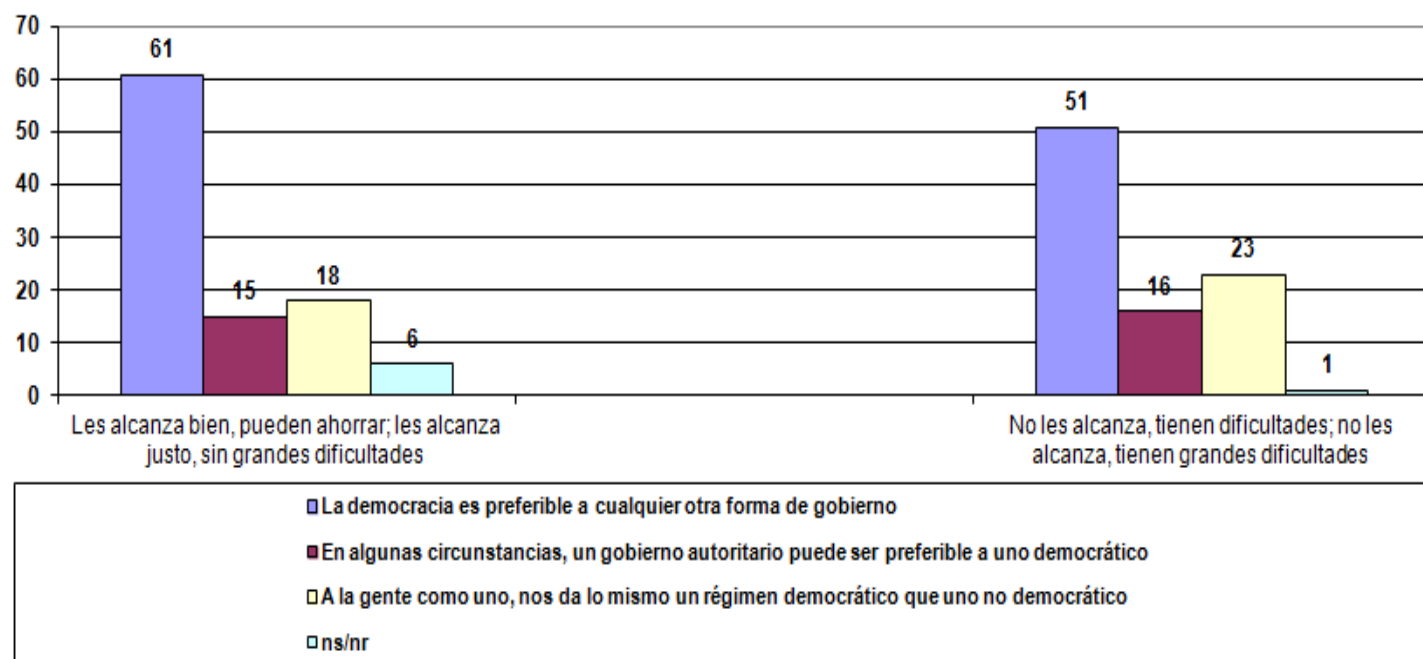 70
60
50
40
30
20
10
0
61
15
18
6
51
16
23
1
Les alcanza bien, pueden ahorrar; les alcanza
justo, sin grandes dificultades
No les alcanza, tienen dificultades; no les
alcanza, tienen grandes dificultades
La democracia es preferible a cualquier otra forma de gobierno
En algunas circunstancias, un gobierno autoritario puede ser preferible a uno democrático
A la gente como uno, nos da lo mismo un régimen democrático que uno no democrático
ns/nr